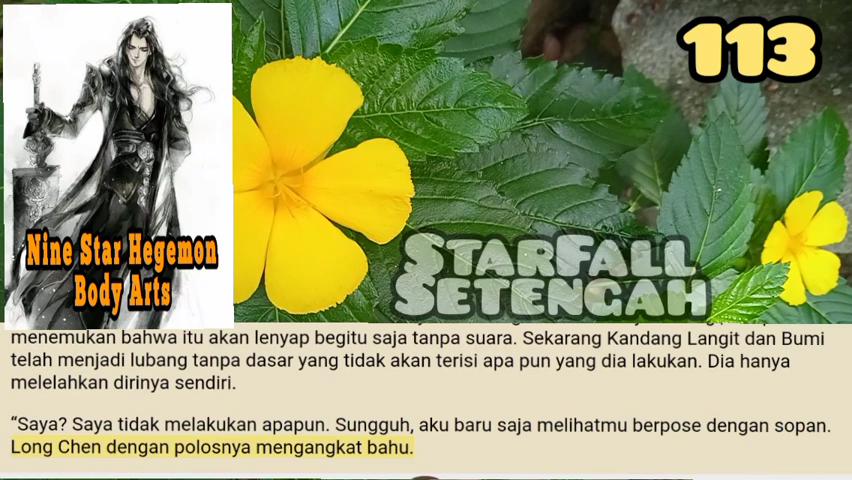 113
Nine Star Hegemon
Body Arts
StarFall
Setengah
menemukan bahwa itu akan lenyap begitu saja tanpa suara. Sekarang Kandang Langit dan Bumi
telah menjadi lubang tanpa dasar yang tidak akan terisi apa pun yang dia lakukan. Dia hanya
melelahkan dirinya sendiri.
“Saya? Saya tidak melakukan apapun. Sungguh, aku baru saja melihatmu berpose dengan sopan.
Long Chen dengan polosnya mengangkat bahu.